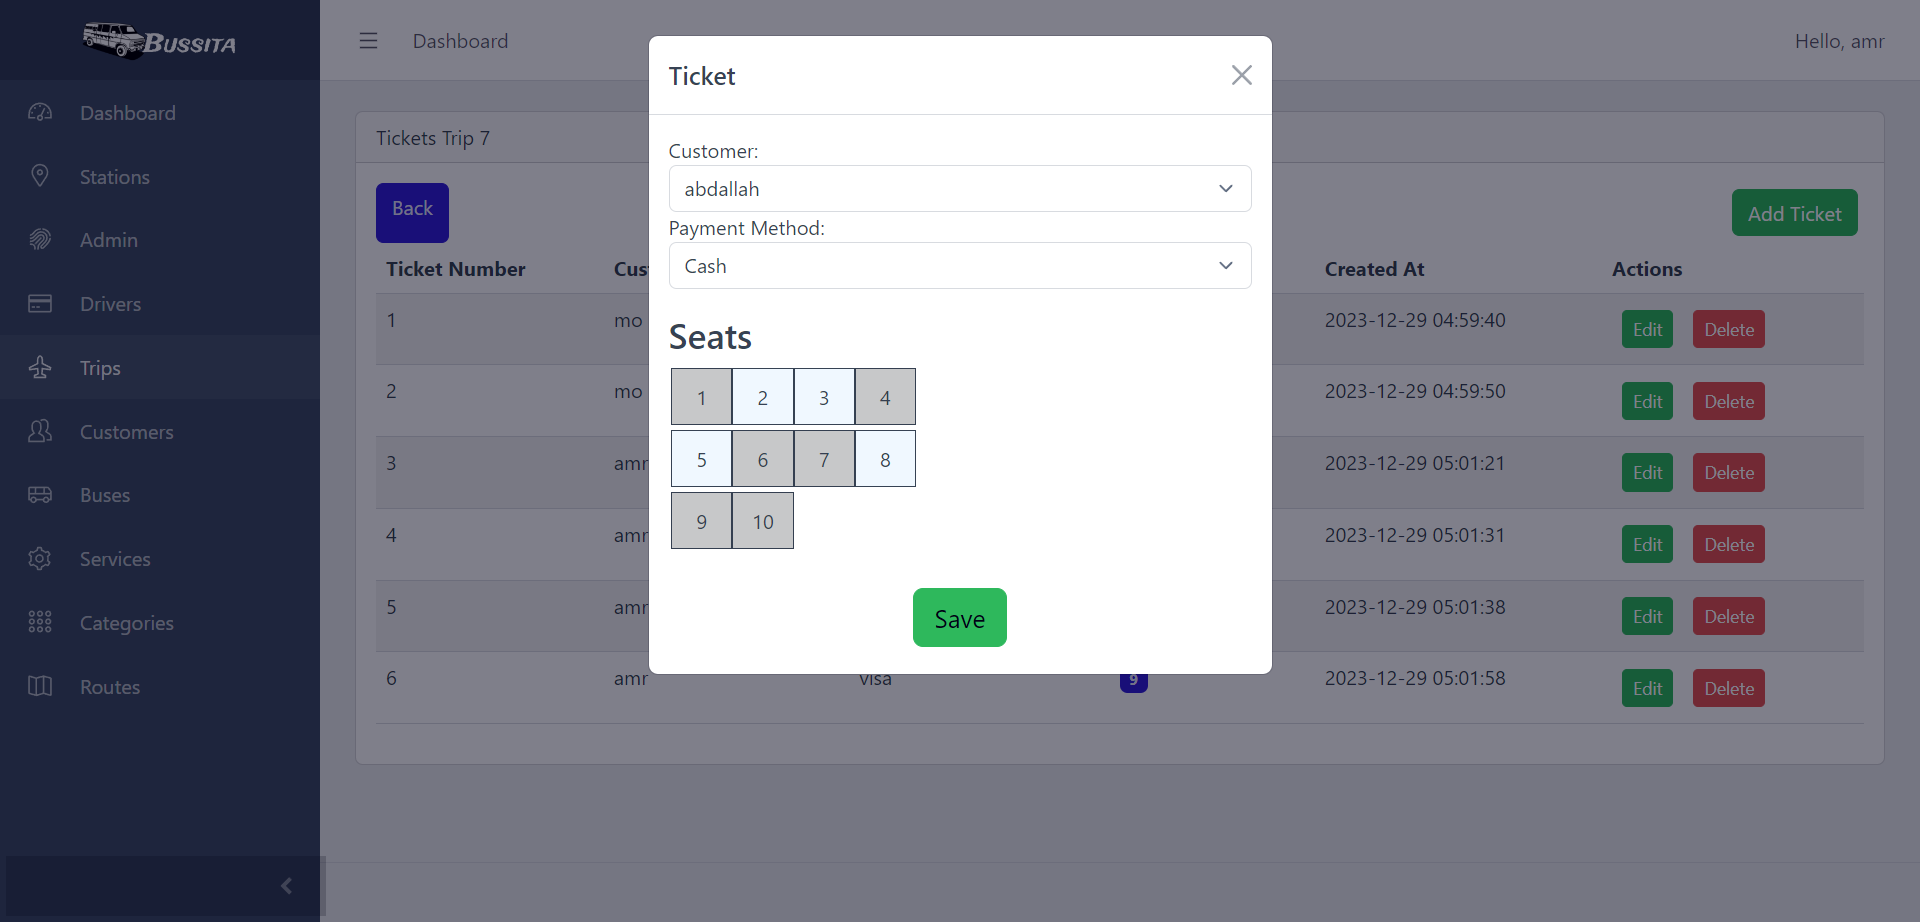 BUSSITA
Dashboard
Stations
Admin
Drivers
Trips
Customers
Buses
Services
Categories
Routes
Dashboard
Hello, amr
Tickets Trip 7
Back
Add Ticket
Ticket Number Created At Actions
1 mo 2023-12-29 04:59:40 Edit Delete
2 mo 2023-12-29 04:59:50 Edit Delete
3 amr 2023-12-29 05:01:21 Edit Delete
4 amr 2023-12-29 05:01:31 Edit Delete
5 amr 2023-12-29 05:01:38 Edit Delete
6 amr visa 9 2023-12-29 05:01:58 Edit Delete
Ticket
Customer:
abdallah
Payment Method:
Cash
Seats
1 2 3 4
5 6 7 8
9 10
Save